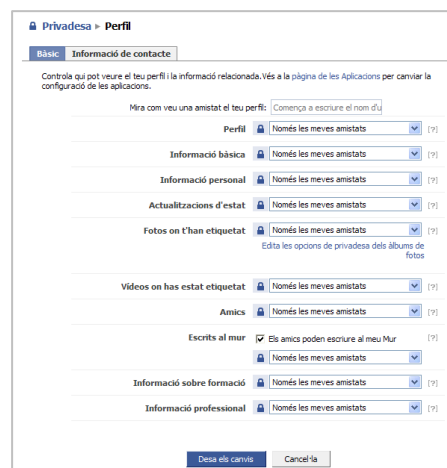 Privadesa ▸ Perfil
Bàsic Informació de contacte
Controla qui pot veure el teu perfil i la informació relacionada. Vés a la pàgina de les Aplicacions per canviar la
configuració de les aplicacions.
Mira com veu una amistat el teu perfil: Comença a escriure el nom d'u
Perfil Només les meves amistats [?]
Informació bàsica Només les meves amistats [?]
Informació personal Només les meves amistats [?]
Actualitzacions d'estat Només les meves amistats [?]
Fotos on t'han etiquetat Només les meves amistats [?]
Edita les opcions de privadesa dels àlbums de
fotos
Vídeos on has estat etiquetat Només les meves amistats [?]
Amics Només les meves amistats [?]
Escrits al mur Els amics poden escriure al meu Mur [?]
Només les meves amistats
Informació sobre formació Només les meves amistats [?]
Informació professional Només les meves amistats [?]
Desa els canvis Cancel·la